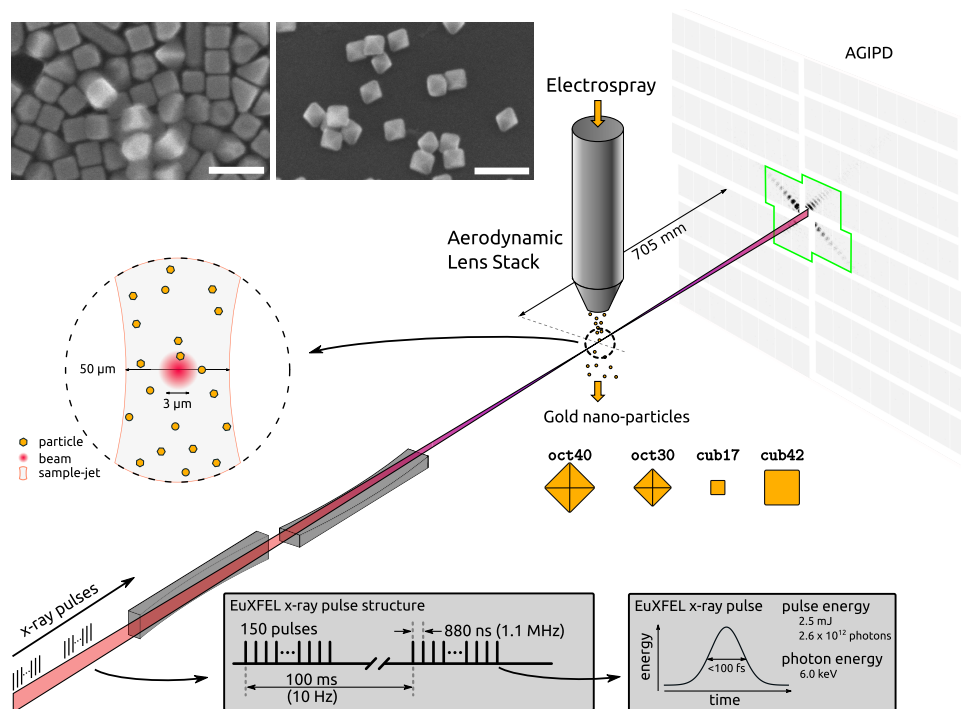 AGIPD
Electrospray
Aerodynamic
Lens Stack
705 mm
50 µm
3 µm
particle
beam
sample-jet
Gold nano-particles
oct40
oct30
cub17
cub42
x-ray pulses
EuXFEL x-ray pulse structure
150 pulses
880 ns (1.1 MHz)
100 ms
(10 Hz)
EuXFEL x-ray pulse
energy
<100 fs
time
pulse energy
2.5 mJ
2.6 x 10¹² photons
photon energy
6.0 keV